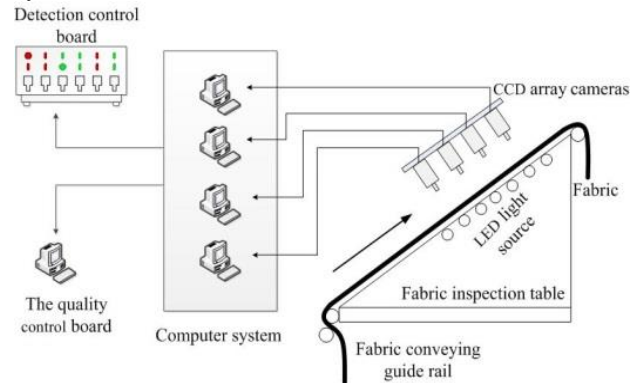 Detection control
board
CCD array cameras
Fabric
LED light
source
Fabric inspection table
The quality
control board
Computer system
Fabric conveying
guide rail